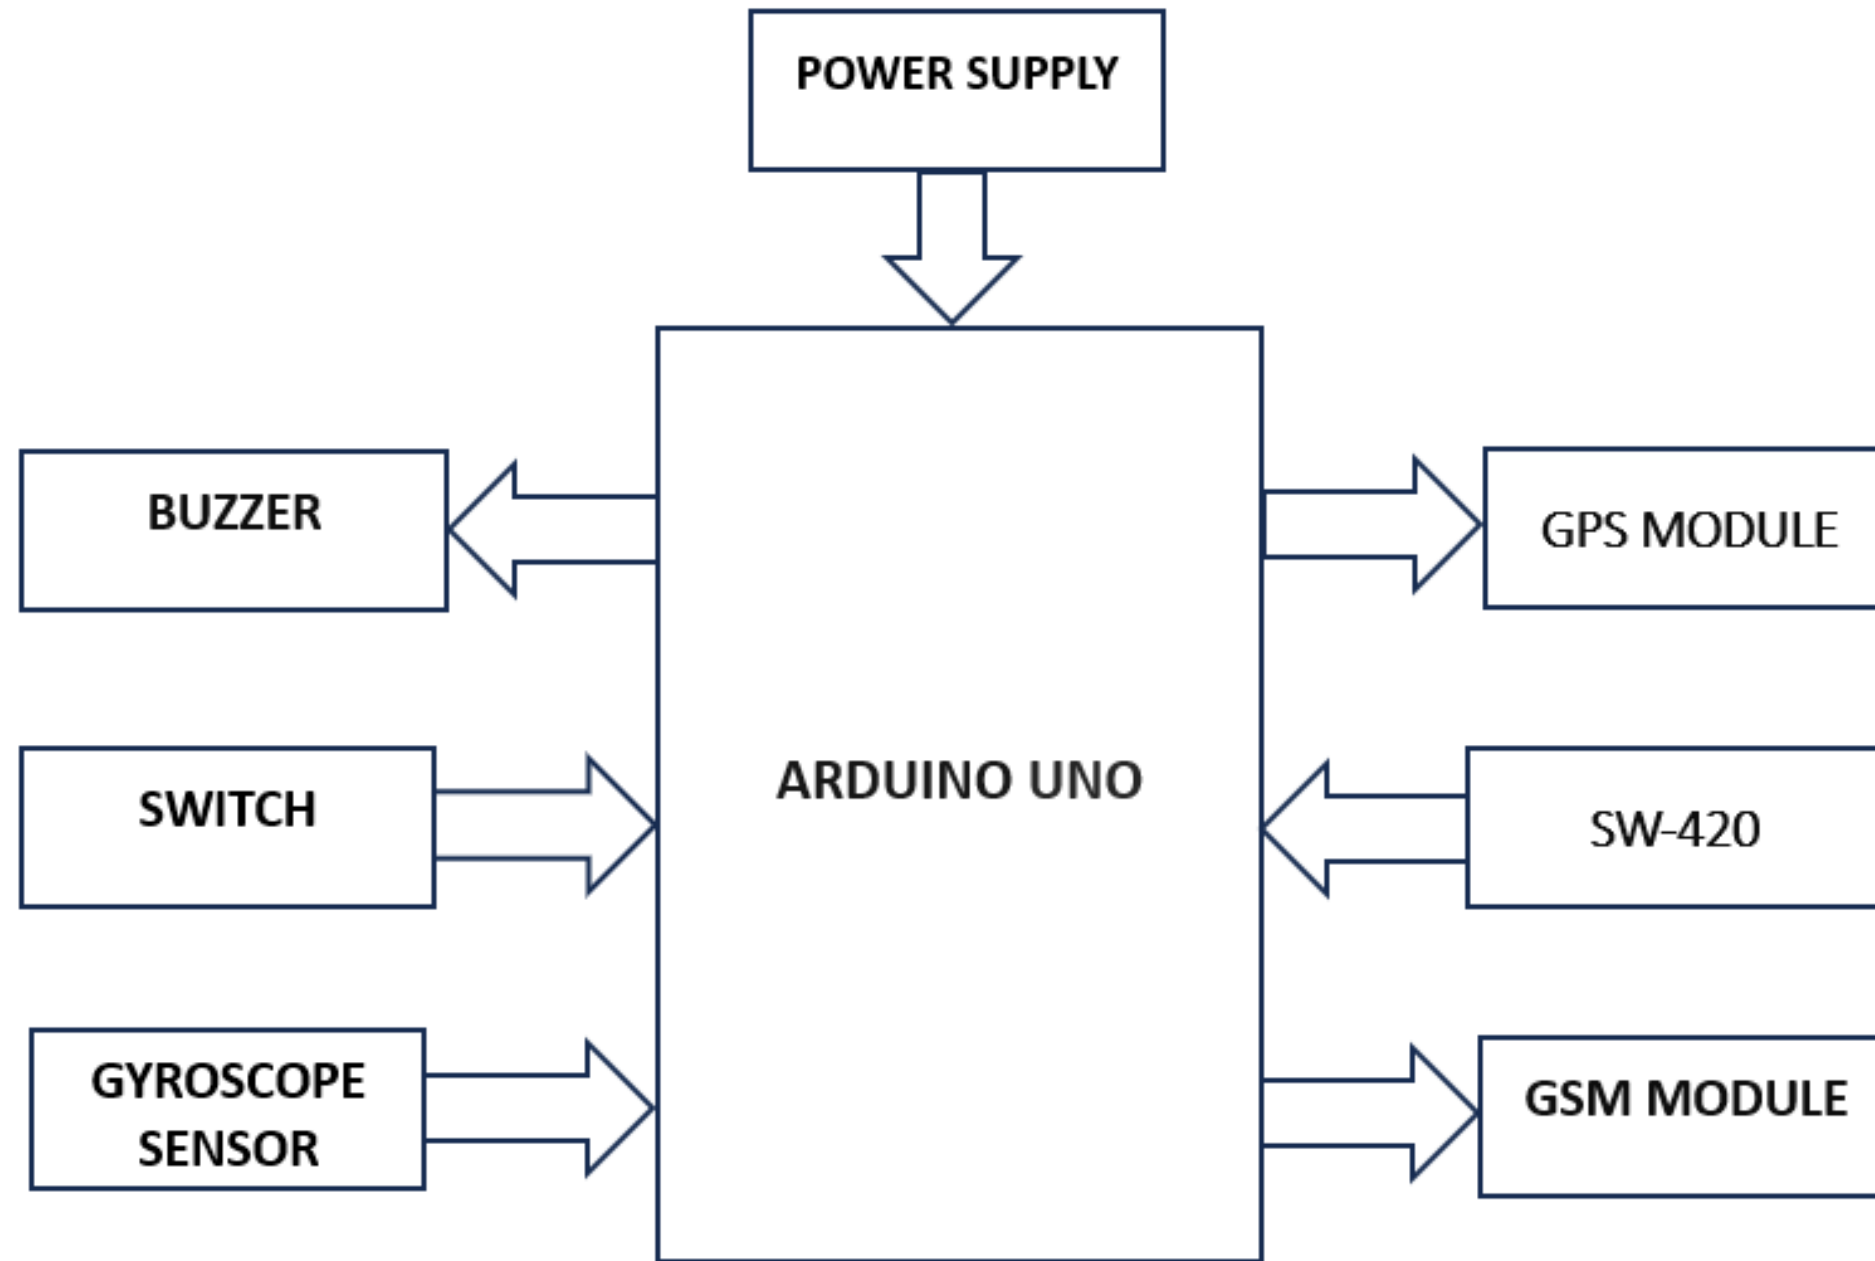 POWER SUPPLY
BUZZER
GPS MODULE
SWITCH
ARDUINO UNO
SW-420
GYROSCOPE
SENSOR
GSM MODULE